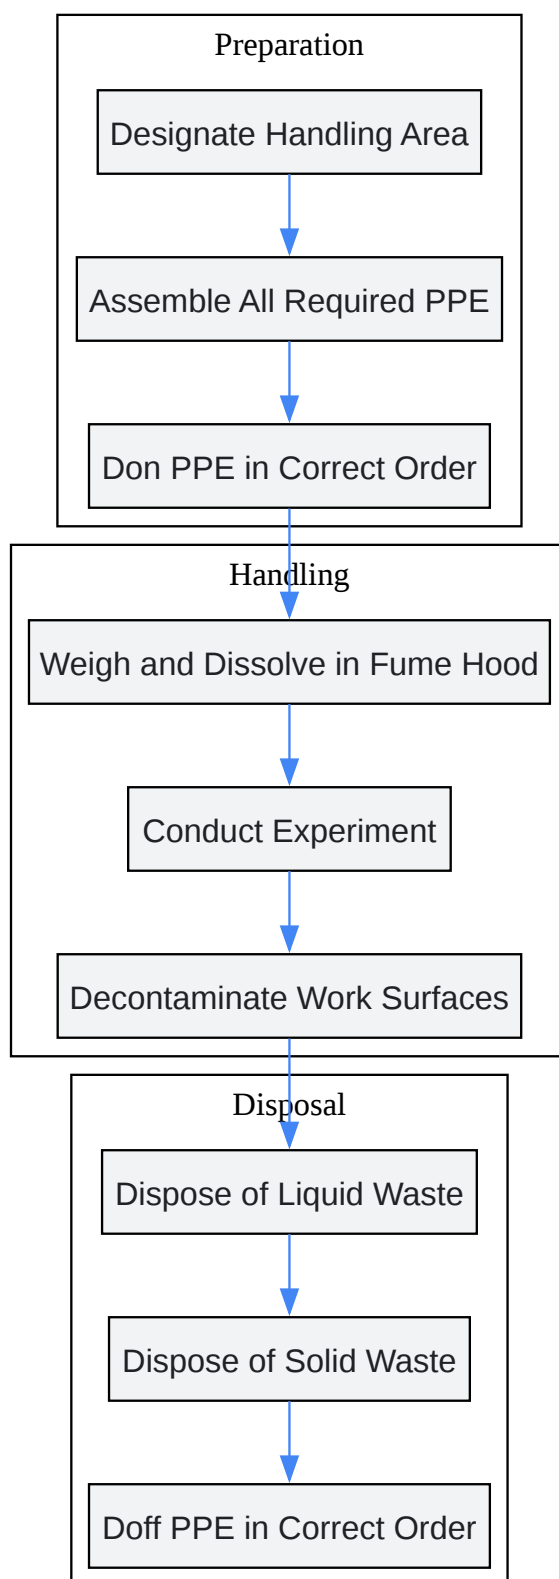 Preparation
Designate Handling Area
Assemble All Required PPE
Don PPE in Correct Order
Handling
Weigh and Dissolve in Fume Hood
Conduct Experiment
Decontaminate Work Surfaces
Disposal
Dispose of Liquid Waste
Dispose of Solid Waste
Doff PPE in Correct Order